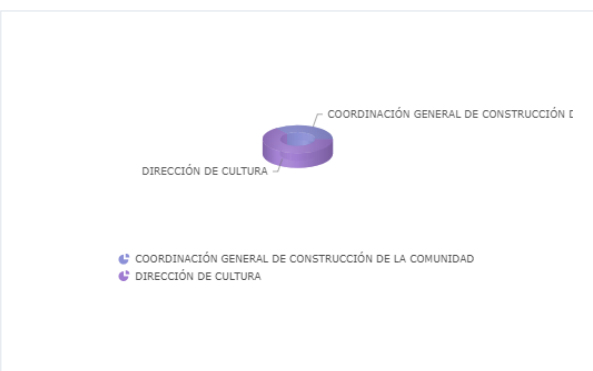 COORDINACIÓN GENERAL DE CONSTRUCCIÓN
DIRECCIÓN DE CULTURA
COORDINACIÓN GENERAL DE CONSTRUCCIÓN DE LA COMUNIDAD
DIRECCIÓN DE CULTURA